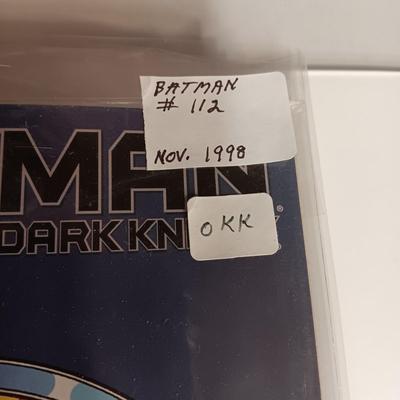 BATMAN
# 112
NOV. 1998
MAN
DARK KN
®
OKK